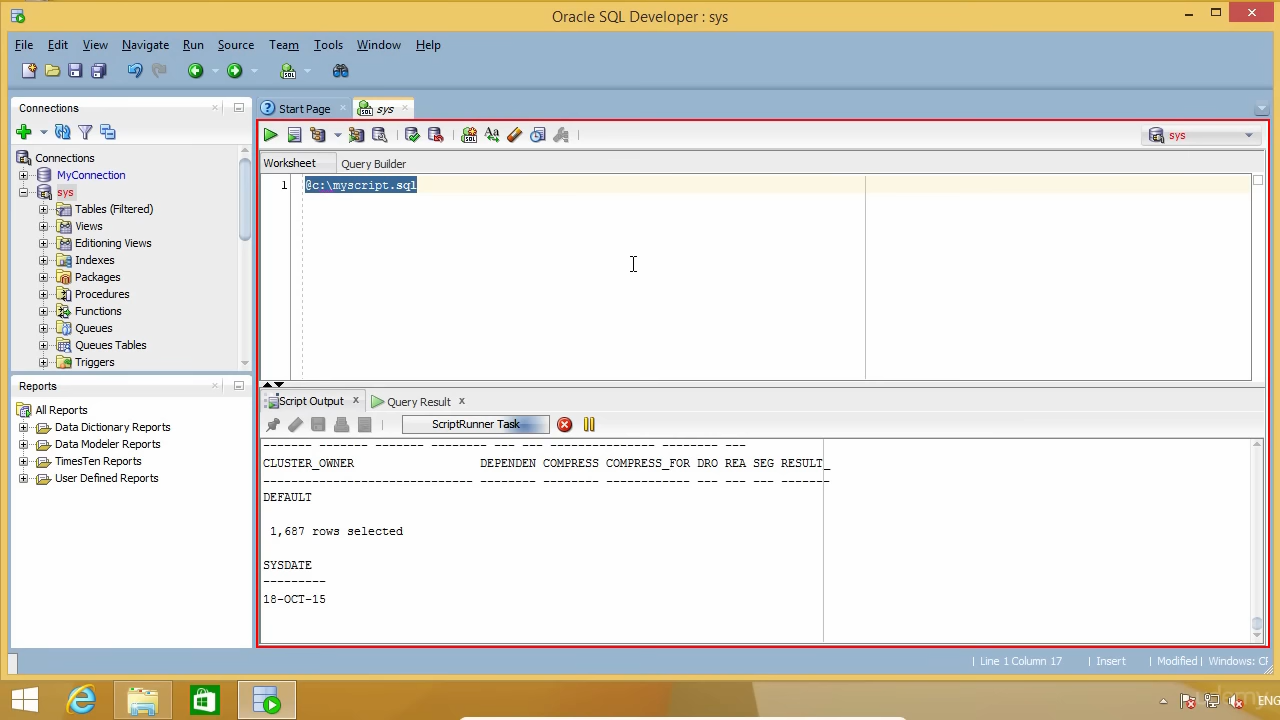 Oracle SQL Developer : sys
File Edit View Navigate Run Source Team Tools Window Help
Connections
Connections
MyConnection
sys
Tables (Filtered)
Views
Editioning Views
Indexes
Packages
Procedures
Functions
Queues
Queues Tables
Triggers
Reports
All Reports
Data Dictionary Reports
Data Modeler Reports
TimesTen Reports
User Defined Reports
Start Page sys
sys
Worksheet Query Builder
1 @c:\myscript.sql
Script Output Query Result
ScriptRunner Task
------- ------- ------- -------- --- --- --------------- -------- ---
CLUSTER_OWNER DEPENDEN COMPRESS COMPRESS_FOR DRO REA SEG RESULT_
------------------------------ -------- -------- ------------ --- --- --- -------
DEFAULT
1,687 rows selected
SYSDATE
---------
18-OCT-15
Line 1 Column 17 Insert Modified Windows: CF
ENG